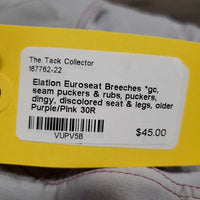 The Tack Collector
187762-22
Elation Euroseat Breeches *gc,
seam puckers & rubs, puckers,
dingy, discolored seat & legs, older
Purple/Pink 30R
VUPV5B
$45.00